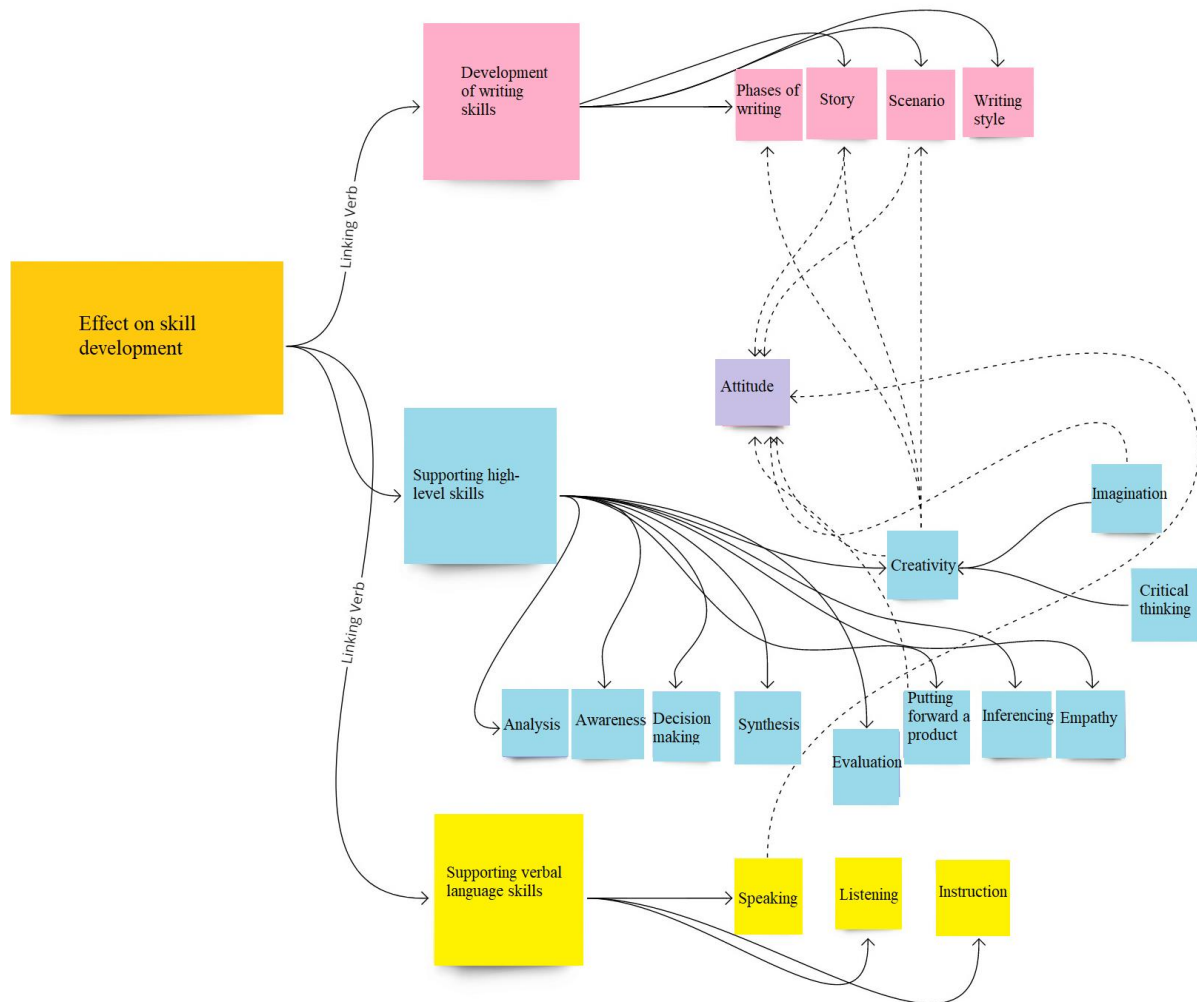 Development
of writing
skills
Phases of
writing
Story
Scenario
Writing
style
Linking Verb
Effect on skill
development
Attitude
Supporting high-
level skills
Imagination
Creativity
Critical
thinking
Linking Verb
Analysis
Awareness
Decision
making
Synthesis
Evaluation
Putting
forward a
product
Inferencing
Empathy
Supporting verbal
language skills
Speaking
Listening
Instruction